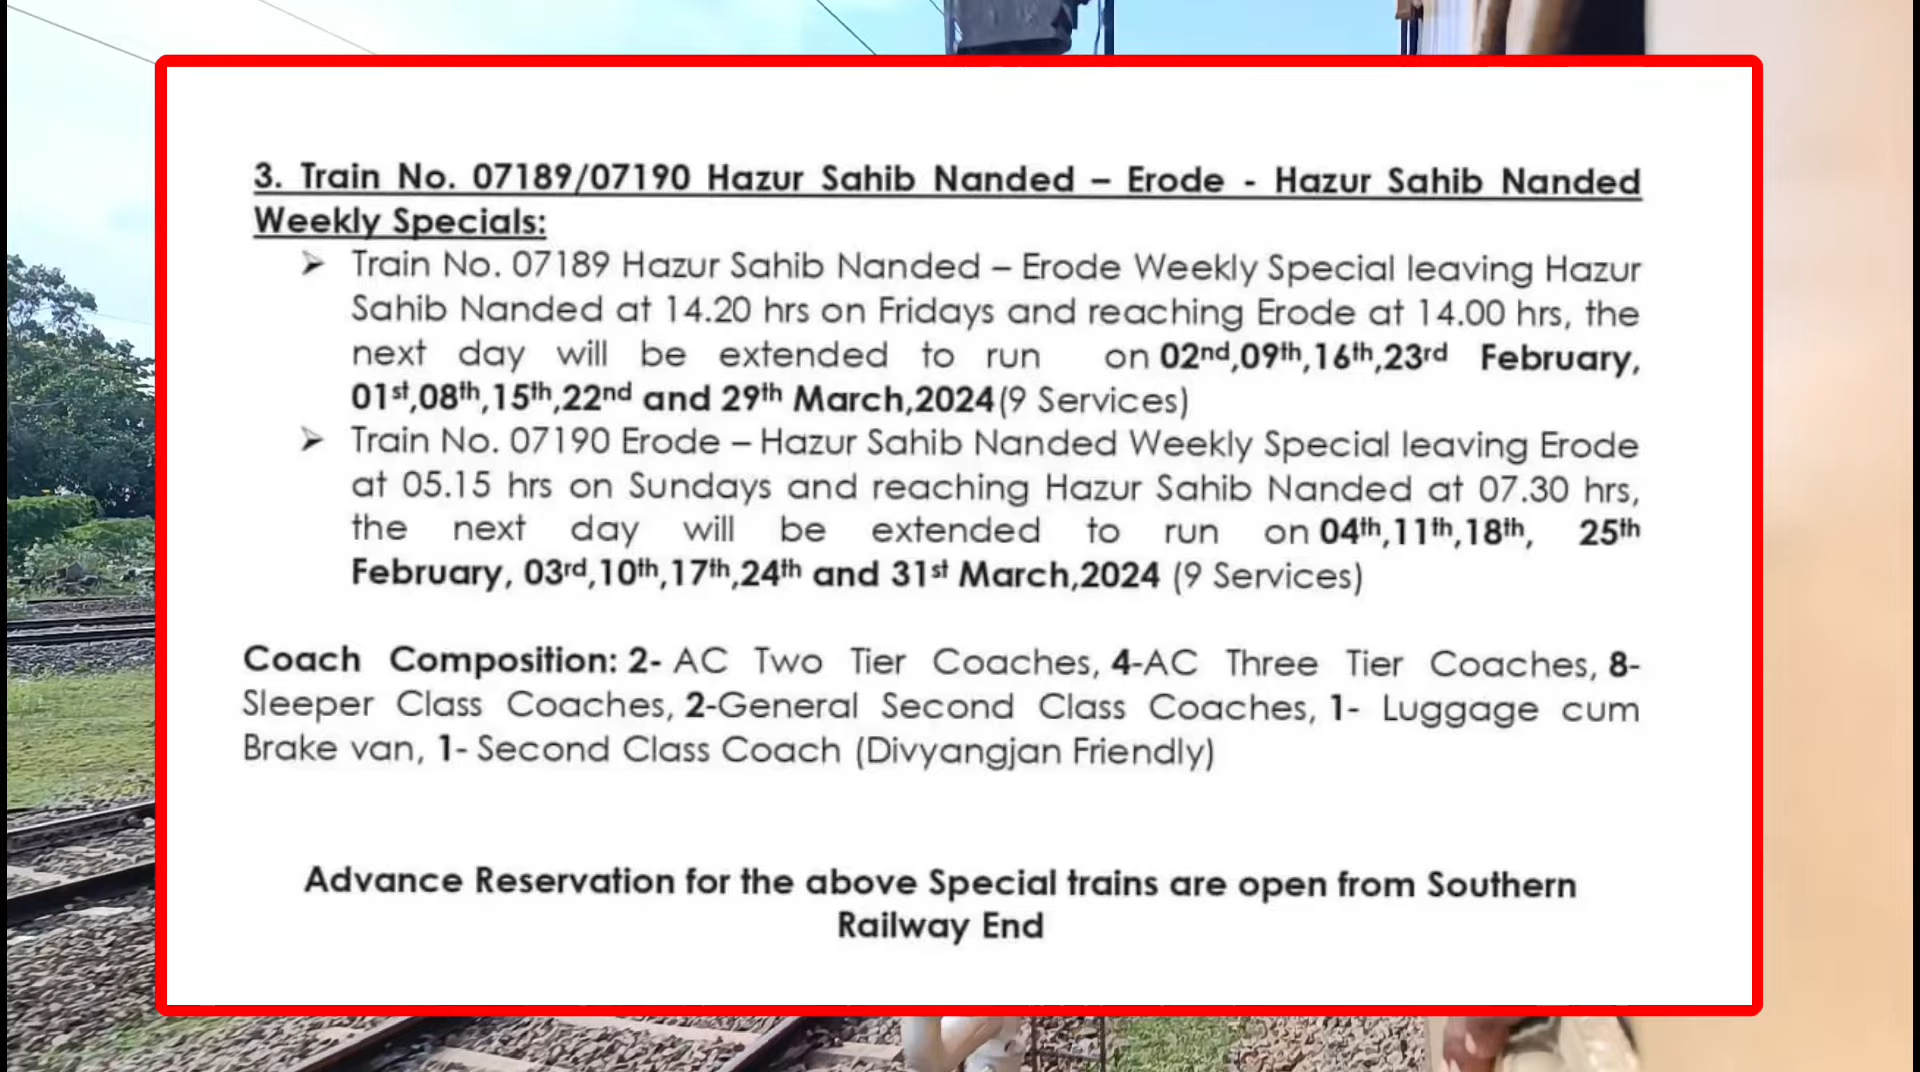 3. Train No. 07189/07190 Hazur Sahib Nanded – Erode - Hazur Sahib Nanded
Weekly Specials:
➢ Train No. 07189 Hazur Sahib Nanded – Erode Weekly Special leaving Hazur
Sahib Nanded at 14.20 hrs on Fridays and reaching Erode at 14.00 hrs, the
next day will be extended to run on 02nd,09th,16th,23rd February,
01st,08th,15th,22nd and 29th March,2024(9 Services)
➢ Train No. 07190 Erode – Hazur Sahib Nanded Weekly Special leaving Erode
at 05.15 hrs on Sundays and reaching Hazur Sahib Nanded at 07.30 hrs,
the next day will be extended to run on 04th,11th,18th, 25th
February, 03rd,10th,17th,24th and 31st March,2024 (9 Services)
Coach Composition: 2- AC Two Tier Coaches, 4-AC Three Tier Coaches, 8-
Sleeper Class Coaches, 2-General Second Class Coaches, 1- Luggage cum
Brake van, 1- Second Class Coach (Divyangjan Friendly)
Advance Reservation for the above Special trains are open from Southern
Railway End